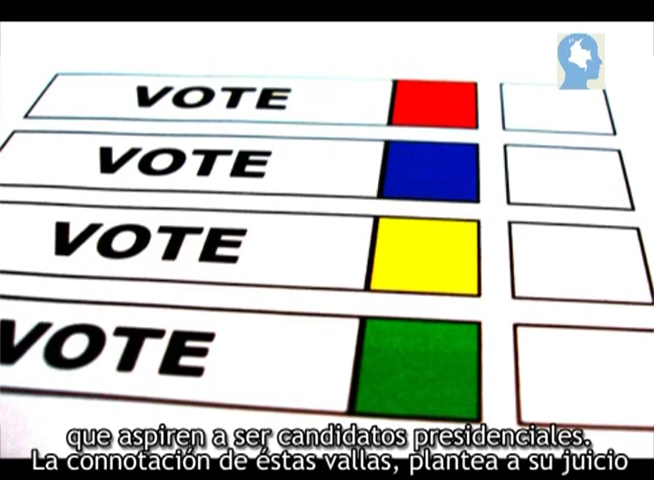 VOTE
VOTE
VOTE
VOTE
que aspiren a ser candidatos presidenciales.
La connotación de éstas vallas, plantea a su juicio